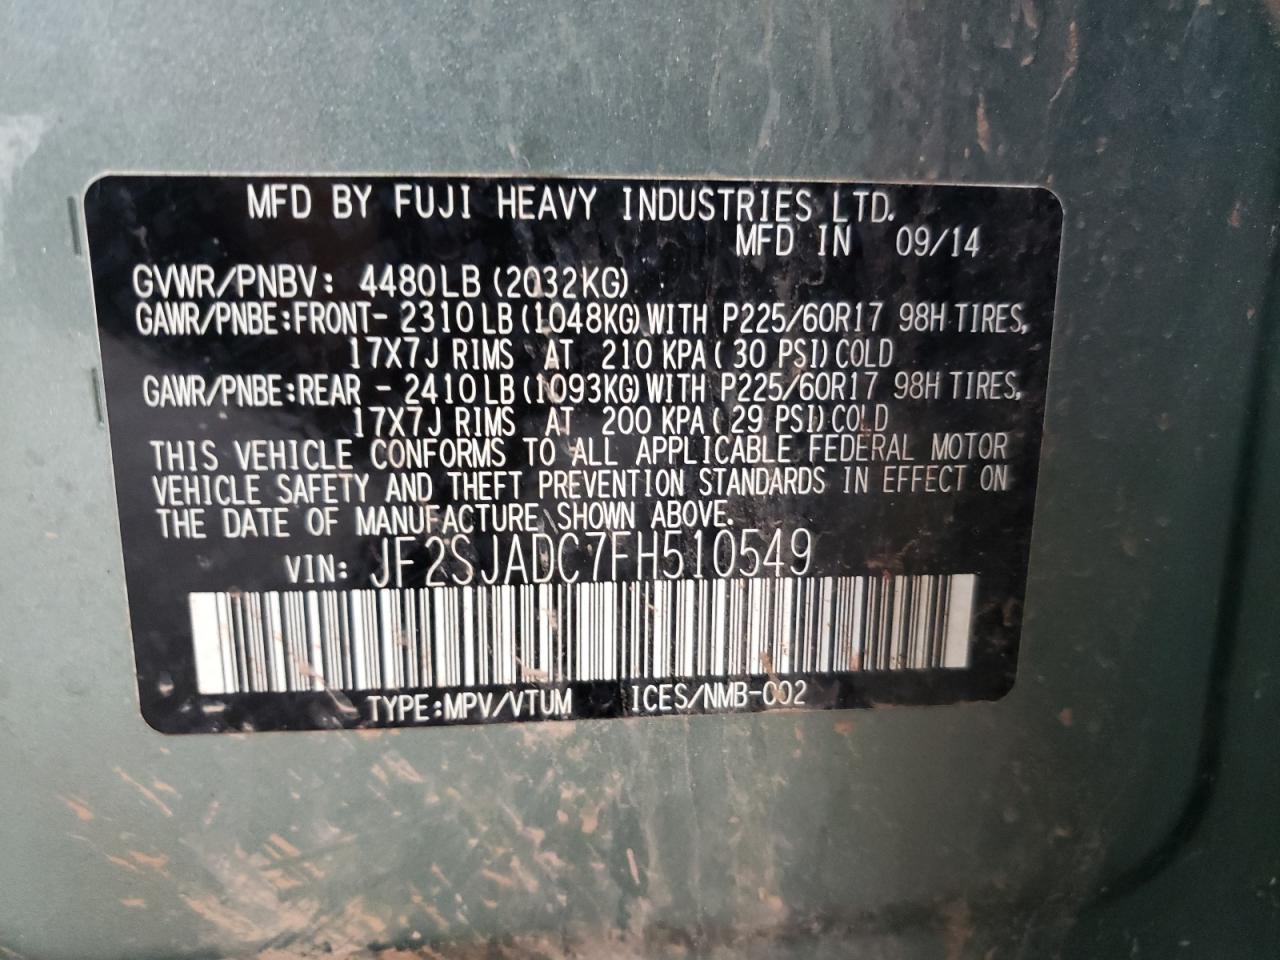 MFD BY FUJI HEAVY INDUSTRIES LTD.
MFD IN 09/14
GVWR/PNBV: 4480LB(2032KG)
GAWR/PNBE:FRONT- 2310LB(1048KG)WITH P225/60R17 98H TIRES,
17X7J RIMS AT 210 KPA( 30 PSI)COLD
GAWR/PNBE:REAR - 2410LB(1093KG)WITH P225/60R17 98H TIRES,
17X7J RIMS AT 200 KPA( 29 PSI)COLD
THIS VEHICLE CONFORMS TO ALL APPLICABLE FEDERAL MOTOR
VEHICLE SAFETY AND THEFT PREVENTION STANDARDS IN EFFECT ON
THE DATE OF MANUFACTURE SHOWN ABOVE.
VIN: JF2SJADC7FH510549
TYPE:MPV/VTUM ICES/NMB-002